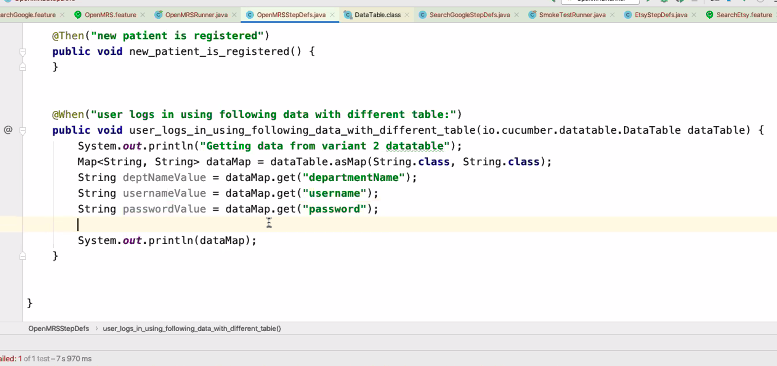 OpenMRSStepDefs.java
earchGoogle.feature OpenMRS.feature OpenMRSRunner.java OpenMRSStepDefs.java DataTable.class SearchGoogleStepDefs.java SmokeTestRunner.java EtsyStepDefs.java SearchEtsy.feature
@Then("new patient is registered")
public void new_patient_is_registered() {
}
@When("user logs in using following data with different table:")
@ public void user_logs_in_using_following_data_with_different_table(io.cucumber.datatable.DataTable dataTable) {
System.out.println("Getting data from variant 2 datatable");
Map<String, String> dataMap = dataTable.asMap(String.class, String.class);
String deptNameValue = dataMap.get("departmentName");
String usernameValue = dataMap.get("username");
String passwordValue = dataMap.get("password");
System.out.println(dataMap);
}
}
OpenMRSStepDefs › user_logs_in_using_following_data_with_different_table()
ailed: 1 of 1 test – 7 s 970 ms